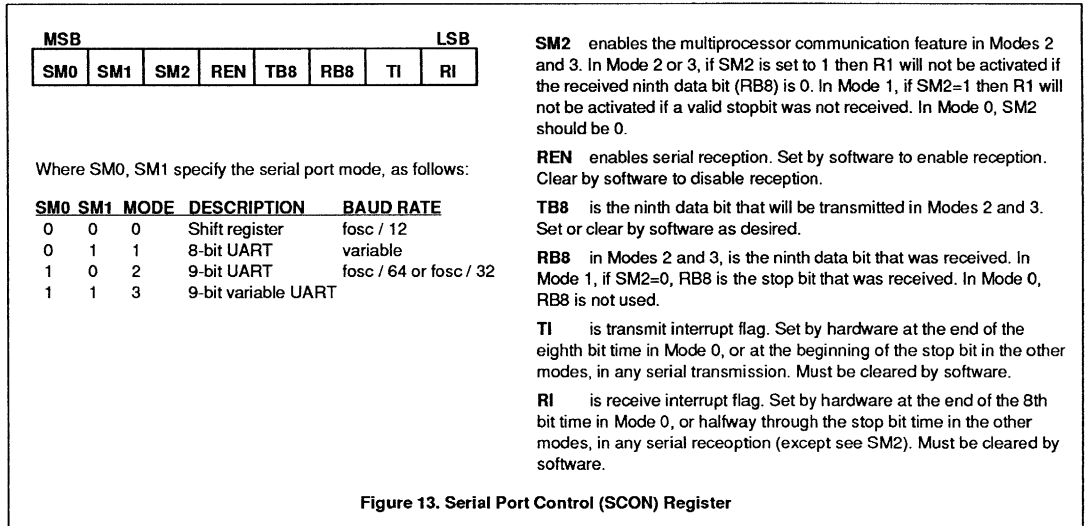 MSB LSB
SM0 SM1 SM2 REN TB8 RB8 TI RI
Where SM0, SM1 specify the serial port mode, as follows:
SM0 SM1 MODE DESCRIPTION BAUD RATE
0 0 0 Shift register fosc / 12
0 1 1 8-bit UART variable
1 0 2 9-bit UART fosc / 64 or fosc / 32
1 1 3 9-bit variable UART
SM2 enables the multiprocessor communication feature in Modes 2
and 3. In Mode 2 or 3, if SM2 is set to 1 then R1 will not be activated if
the received ninth data bit (RB8) is 0. In Mode 1, if SM2=1 then R1 will
not be activated if a valid stopbit was not received. In Mode 0, SM2
should be 0.
REN enables serial reception. Set by software to enable reception.
Clear by software to disable reception.
TB8 is the ninth data bit that will be transmitted in Modes 2 and 3.
Set or clear by software as desired.
RB8 in Modes 2 and 3, is the ninth data bit that was received. In
Mode 1, if SM2=0, RB8 is the stop bit that was received. In Mode 0,
RB8 is not used.
TI is transmit interrupt flag. Set by hardware at the end of the
eighth bit time in Mode 0, or at the beginning of the stop bit in the other
modes, in any serial transmission. Must be cleared by software.
RI is receive interrupt flag. Set by hardware at the end of the 8th
bit time in Mode 0, or halfway through the stop bit time in the other
modes, in any serial receoption (except see SM2). Must be cleared by
software.
Figure 13. Serial Port Control (SCON) Register